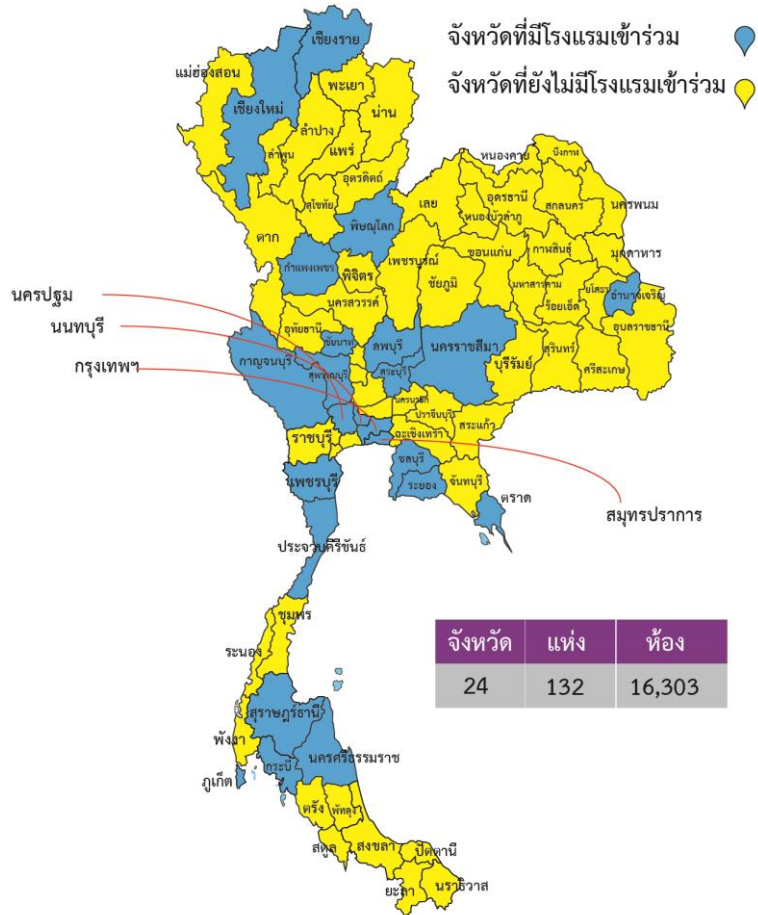 จังหวัดที่มีโรงแรมเข้าร่วม
จังหวัดที่ยังไม่มีโรงแรมเข้าร่วม
เชียงราย
แม่ฮ่องสอน
พะเยา
เชียงใหม่
น่าน
ลำปาง
แพร่
ลำพูน
อุตรดิตถ์
หนองคาย
บึงกาฬ
สุโขทัย
เลย
อุดรธานี
สกลนคร
นครพนม
หนองบัวลำภู
พิษณุโลก
ตาก
ขอนแก่น
กาฬสินธุ์
มุกดาหาร
เพชรบูรณ์
กำแพงเพชร
พิจิตร
ชัยภูมิ
มหาสารคาม
ยโสธร
อำนาจเจริญ
ร้อยเอ็ด
นครปฐม
นครสวรรค์
อุบลราชธานี
นนทบุรี
อุทัยธานี
ชัยนาท
ลพบุรี
นครราชสีมา
สุรินทร์
กรุงเทพฯ
กาญจนบุรี
สุพรรณบุรี
สระบุรี
บุรีรัมย์
ศรีสะเกษ
นครนายก
ปราจีนบุรี
สระแก้ว
ราชบุรี
ฉะเชิงเทรา
ชลบุรี
เพชรบุรี
ระยอง
จันทบุรี
ตราด
สมุทรปราการ
ประจวบคีรีขันธ์
ชุมพร
ระนอง
จังหวัด แห่ง ห้อง
24 132 16,303
สุราษฎร์ธานี
พังงา
นครศรีธรรมราช
กระบี่
ภูเก็ต
ตรัง
พัทลุง
สตูล
สงขลา
ปัตตานี
ยะลา
นราธิวาส